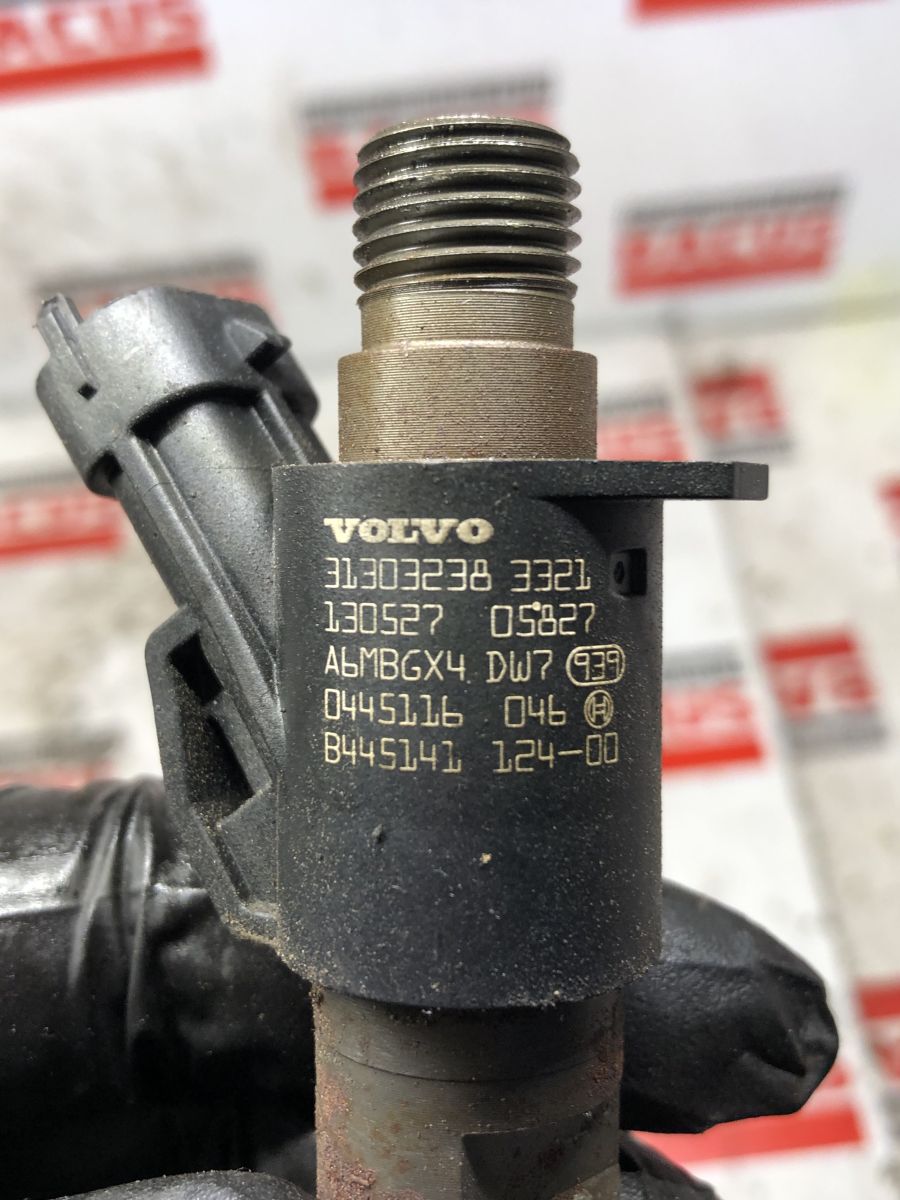 VOLVO
31303238 3321
130527 05827
A6MBGX4 DW7 939
0445116 046 H
B445141 124-00